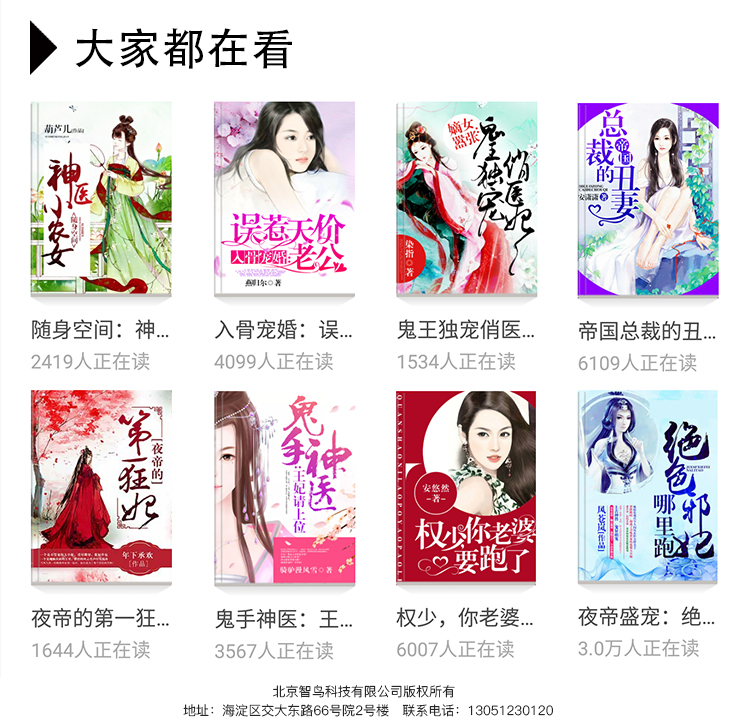 大家都在看
葫芦儿[作品]
神医小农女
随身空间
误惹天价
入骨宠婚:
老公
燕归尔◎著
嫡女
嚣张
鬼王独宠
俏医妃
染指◎著
总裁的
帝国
丑妻
安潇潇 著
随身空间：神...
入骨宠婚：误...
鬼王独宠俏医...
帝国总裁的丑...
2419人正在读
4099人正在读
1534人正在读
6109人正在读
夜帝的
第一狂妃
年下承欢
[作品]
鬼手神医
王妃请上位
骑驴漫风雪◎著
QUANSHAONILAOPOYAOPAOLE
安悠然
-著-
权少你老婆
要跑了
绝色邪妃
哪里跑
风苍岚[作品]
夜帝的第一狂...
鬼手神医：王...
权少，你老婆...
夜帝盛宠：绝...
1644人正在读
3567人正在读
6007人正在读
3.0万人正在读
北京智鸟科技有限公司版权所有
地址：海淀区交大东路66号院2号楼 联系电话：13051230120